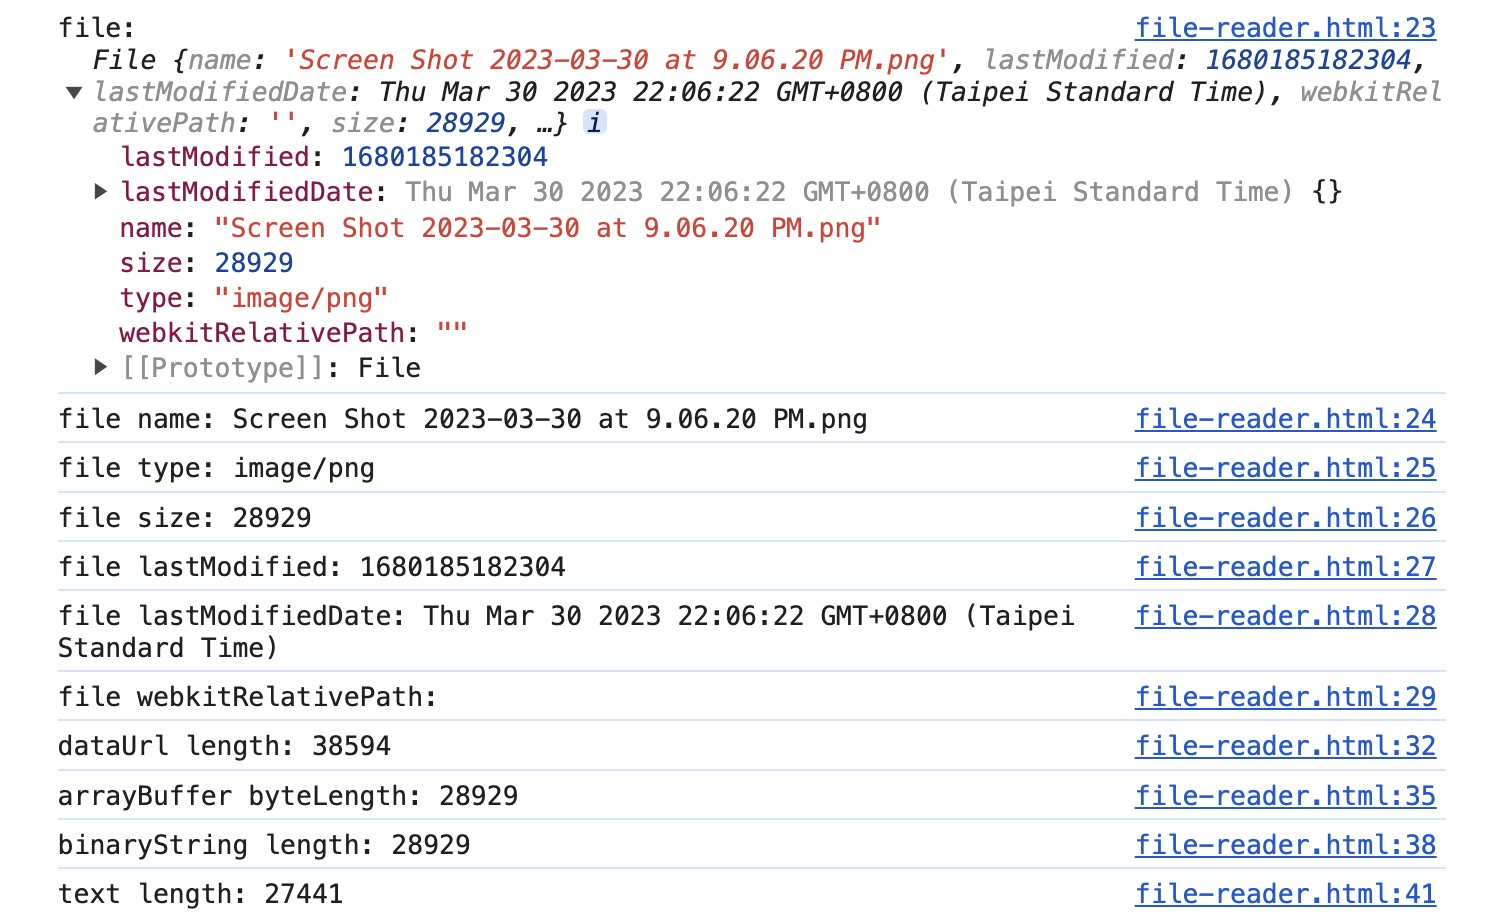 file: file-reader.html:23
File {name: 'Screen Shot 2023-03-30 at 9.06.20 PM.png', lastModified: 1680185182304,
▼ lastModifiedDate: Thu Mar 30 2023 22:06:22 GMT+0800 (Taipei Standard Time), webkitRel
ativePath: '', size: 28929, …} i
lastModified: 1680185182304
▶ lastModifiedDate: Thu Mar 30 2023 22:06:22 GMT+0800 (Taipei Standard Time) {}
name: "Screen Shot 2023-03-30 at 9.06.20 PM.png"
size: 28929
type: "image/png"
webkitRelativePath: ""
▶ [[Prototype]]: File
file name: Screen Shot 2023-03-30 at 9.06.20 PM.png file-reader.html:24
file type: image/png file-reader.html:25
file size: 28929 file-reader.html:26
file lastModified: 1680185182304 file-reader.html:27
file lastModifiedDate: Thu Mar 30 2023 22:06:22 GMT+0800 (Taipei file-reader.html:28
Standard Time)
file webkitRelativePath: file-reader.html:29
dataUrl length: 38594 file-reader.html:32
arrayBuffer byteLength: 28929 file-reader.html:35
binaryString length: 28929 file-reader.html:38
text length: 27441 file-reader.html:41